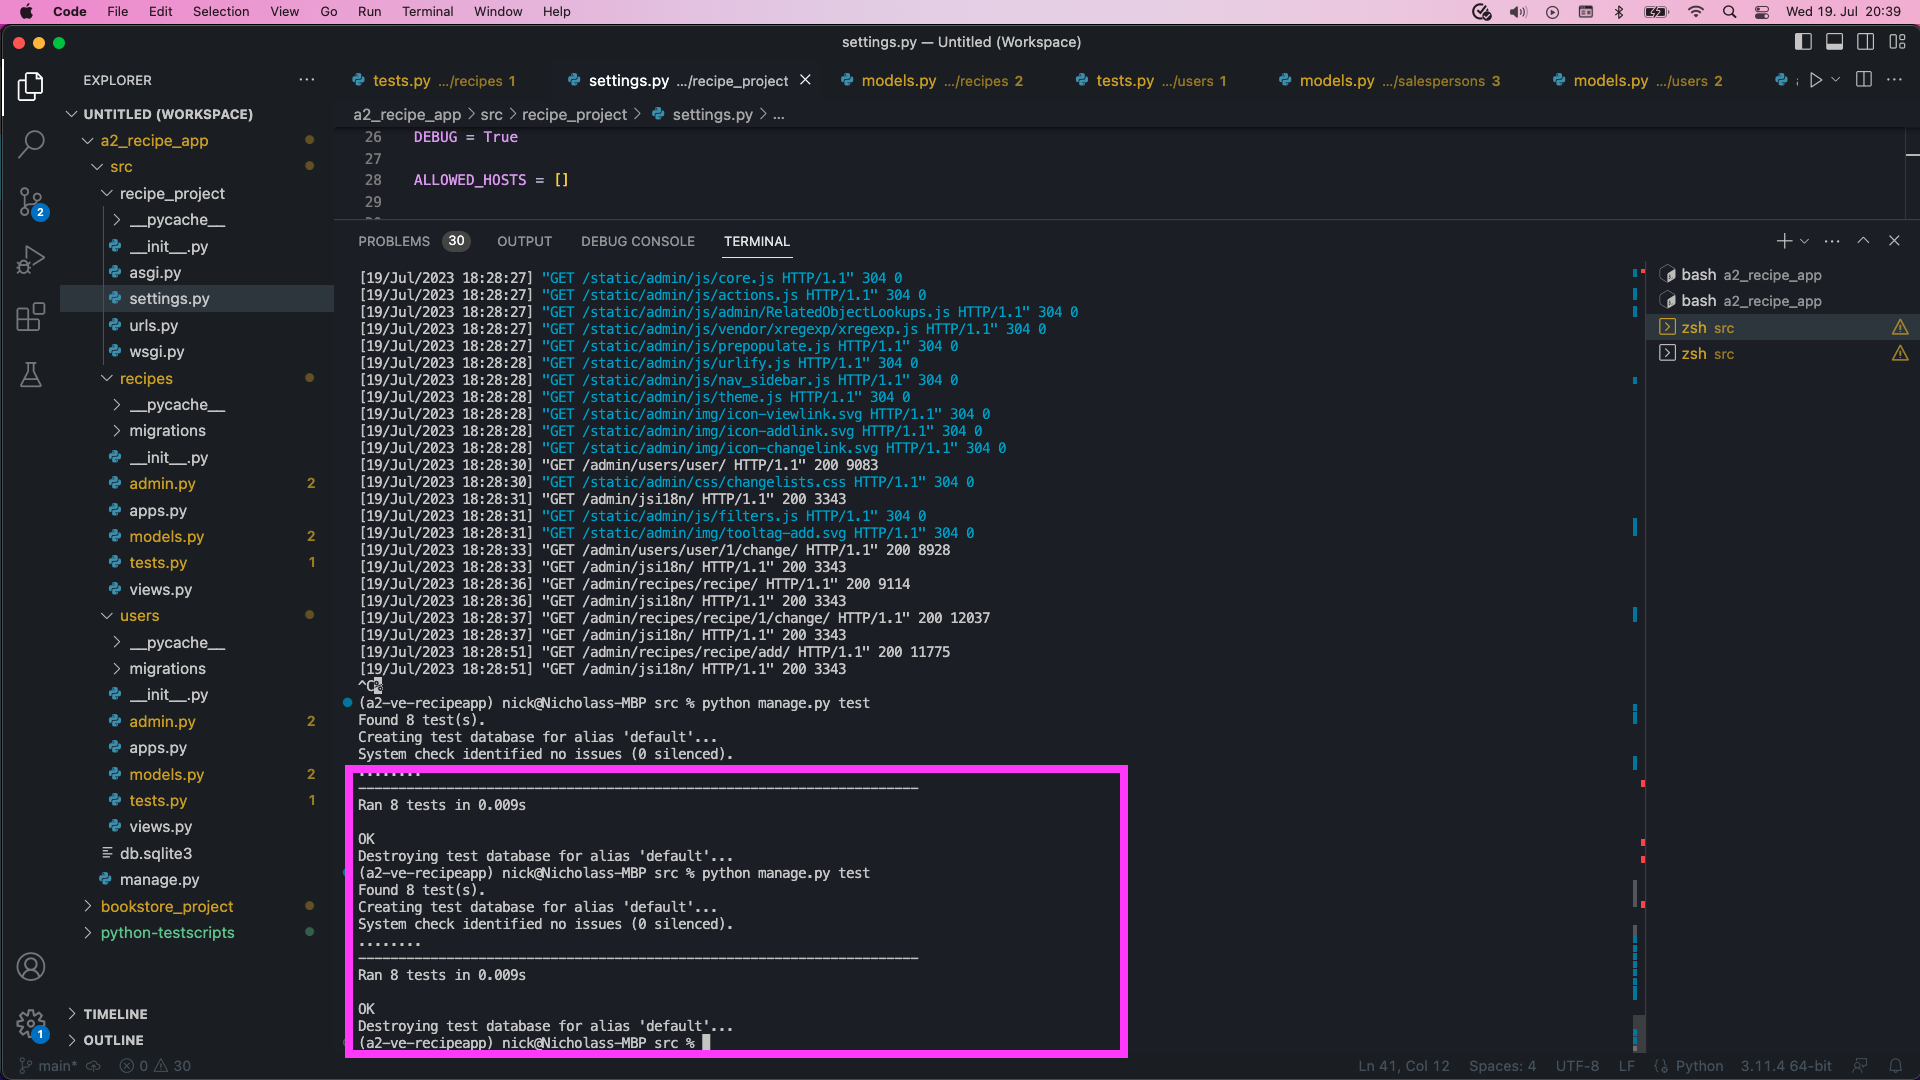 Code File Edit Selection View Go Run Terminal Window Help
Wed 19. Jul 20:39
settings.py — Untitled (Workspace)
EXPLORER
UNTITLED (WORKSPACE)
a2_recipe_app
src
recipe_project
__pycache__
__init__.py
asgi.py
settings.py
urls.py
wsgi.py
recipes
__pycache__
migrations
__init__.py
admin.py 2
apps.py
models.py 2
tests.py 1
views.py
users
__pycache__
migrations
__init__.py
admin.py 2
apps.py
models.py 2
tests.py 1
views.py
db.sqlite3
manage.py
bookstore_project
python-testscripts
TIMELINE
OUTLINE
2
1
tests.py .../recipes 1
settings.py .../recipe_project
models.py .../recipes 2
tests.py .../users 1
models.py .../salespersons 3
models.py .../users 2
a2_recipe_app > src > recipe_project > settings.py > ...
26 DEBUG = True
27
28 ALLOWED_HOSTS = []
29
PROBLEMS 30 OUTPUT DEBUG CONSOLE TERMINAL
[19/Jul/2023 18:28:27] "GET /static/admin/js/core.js HTTP/1.1" 304 0
[19/Jul/2023 18:28:27] "GET /static/admin/js/actions.js HTTP/1.1" 304 0
[19/Jul/2023 18:28:27] "GET /static/admin/js/admin/RelatedObjectLookups.js HTTP/1.1" 304 0
[19/Jul/2023 18:28:27] "GET /static/admin/js/vendor/xregexp/xregexp.js HTTP/1.1" 304 0
[19/Jul/2023 18:28:27] "GET /static/admin/js/prepopulate.js HTTP/1.1" 304 0
[19/Jul/2023 18:28:28] "GET /static/admin/js/urlify.js HTTP/1.1" 304 0
[19/Jul/2023 18:28:28] "GET /static/admin/js/nav_sidebar.js HTTP/1.1" 304 0
[19/Jul/2023 18:28:28] "GET /static/admin/js/theme.js HTTP/1.1" 304 0
[19/Jul/2023 18:28:28] "GET /static/admin/img/icon-viewlink.svg HTTP/1.1" 304 0
[19/Jul/2023 18:28:28] "GET /static/admin/img/icon-addlink.svg HTTP/1.1" 304 0
[19/Jul/2023 18:28:28] "GET /static/admin/img/icon-changelink.svg HTTP/1.1" 304 0
[19/Jul/2023 18:28:30] "GET /admin/users/user/ HTTP/1.1" 200 9083
[19/Jul/2023 18:28:30] "GET /static/admin/css/changelists.css HTTP/1.1" 304 0
[19/Jul/2023 18:28:31] "GET /admin/jsi18n/ HTTP/1.1" 200 3343
[19/Jul/2023 18:28:31] "GET /static/admin/js/filters.js HTTP/1.1" 304 0
[19/Jul/2023 18:28:31] "GET /static/admin/img/tooltag-add.svg HTTP/1.1" 304 0
[19/Jul/2023 18:28:33] "GET /admin/users/user/1/change/ HTTP/1.1" 200 8928
[19/Jul/2023 18:28:33] "GET /admin/jsi18n/ HTTP/1.1" 200 3343
[19/Jul/2023 18:28:36] "GET /admin/recipes/recipe/ HTTP/1.1" 200 9114
[19/Jul/2023 18:28:36] "GET /admin/jsi18n/ HTTP/1.1" 200 3343
[19/Jul/2023 18:28:37] "GET /admin/recipes/recipe/1/change/ HTTP/1.1" 200 12037
[19/Jul/2023 18:28:37] "GET /admin/jsi18n/ HTTP/1.1" 200 3343
[19/Jul/2023 18:28:51] "GET /admin/recipes/recipe/add/ HTTP/1.1" 200 11775
[19/Jul/2023 18:28:51] "GET /admin/jsi18n/ HTTP/1.1" 200 3343
^C%
(a2-ve-recipeapp) nick@Nicholass-MBP src % python manage.py test
Found 8 test(s).
Creating test database for alias 'default'...
System check identified no issues (0 silenced).
........
----------------------------------------------------------------------
Ran 8 tests in 0.009s
OK
Destroying test database for alias 'default'...
(a2-ve-recipeapp) nick@Nicholass-MBP src % python manage.py test
Found 8 test(s).
Creating test database for alias 'default'...
System check identified no issues (0 silenced).
........
----------------------------------------------------------------------
Ran 8 tests in 0.009s
OK
Destroying test database for alias 'default'...
(a2-ve-recipeapp) nick@Nicholass-MBP src %
bash a2_recipe_app
bash a2_recipe_app
zsh src
zsh src
main* 0 30
Ln 41, Col 12 Spaces: 4 UTF-8 LF Python 3.11.4 64-bit